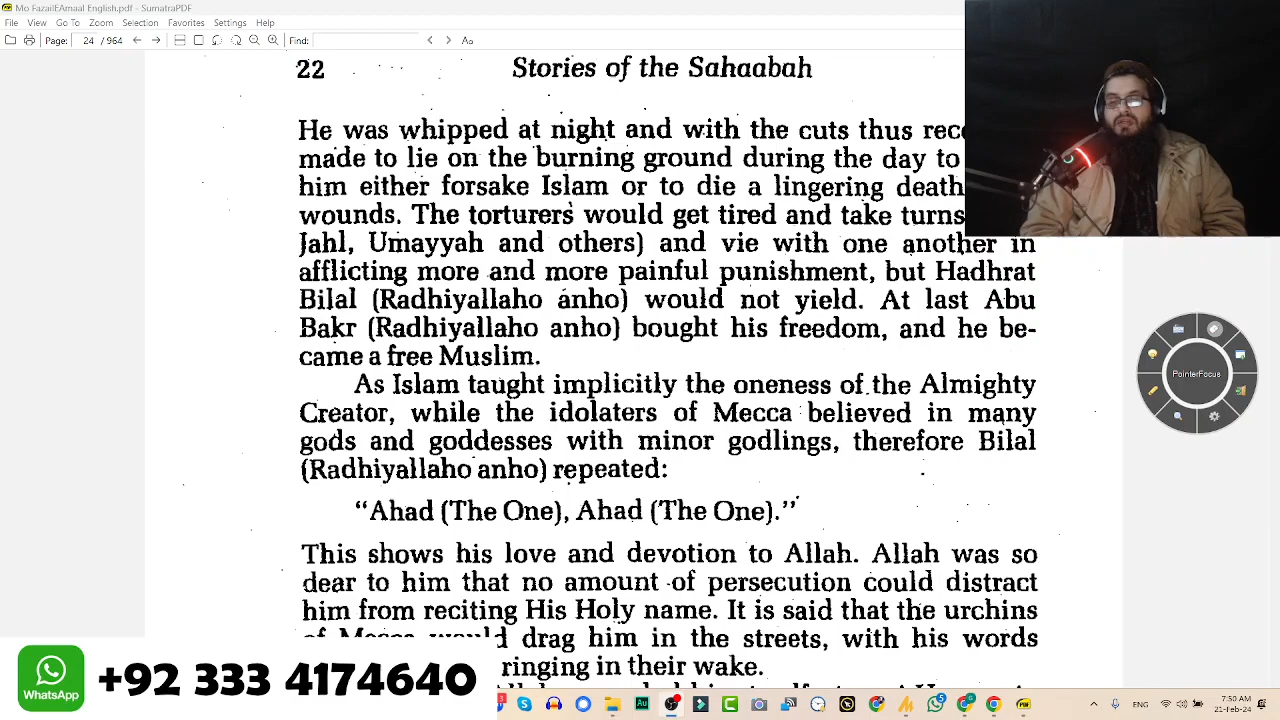 Mo FazailEAmaal English.pdf - SumatraPDF
File View Go To Zoom Selection Favorites Settings Help
Page: 24 / 964 Find: Aa
22 Stories of the Sahaabah
He was whipped at night and with the cuts thus
made to lie on the burning ground during the day to
him either forsake Islam or to die a lingering death
wounds. The torturers would get tired and take turns
Jahl, Umayyah and others) and vie with one another in
afflicting more and more painful punishment, but Hadhrat
Bilal (Radhiyallaho anho) would not yield. At last Abu
Bakr (Radhiyallaho anho) bought his freedom, and he be-
came a free Muslim.
As Islam taught implicitly the oneness of the Almighty
Creator, while the idolaters of Mecca believed in many
gods and goddesses with minor godlings, therefore Bilal
(Radhiyallaho anho) repeated:
"Ahad (The One), Ahad (The One)."
This shows his love and devotion to Allah. Allah was so
dear to him that no amount of persecution could distract
him from reciting His Holy name. It is said that the urchins
of Mecca would drag him in the streets, with his words
ringing in their wake.
PointerFocus
WhatsApp
+92 333 4174640
Au
5
ENG
7:50 AM
21-Feb-24